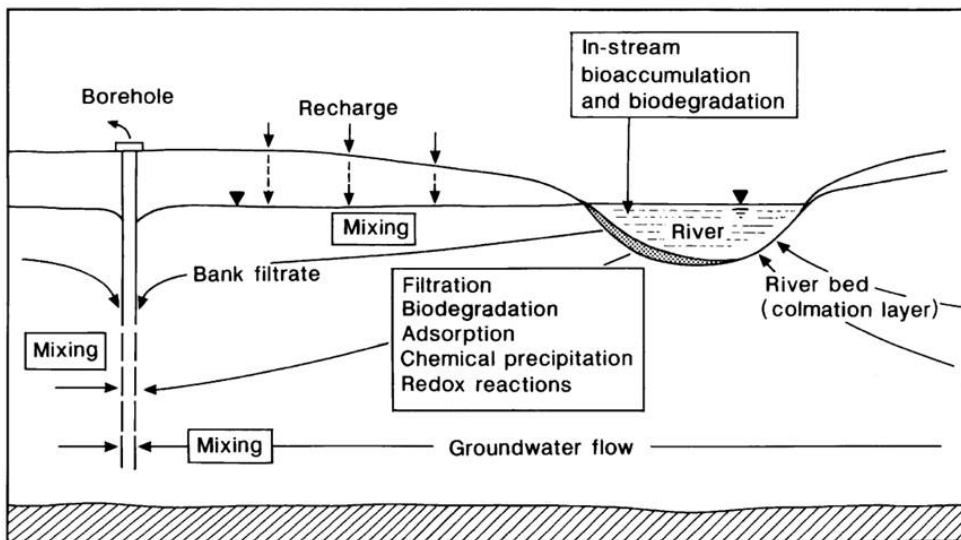 In-stream
bioaccumulation
and biodegradation
Borehole
Recharge
Mixing
River
Bank filtrate
Filtration
Biodegradation
Adsorption
Chemical precipitation
Redox reactions
River bed
(colmation layer)
Mixing
Mixing
Groundwater flow